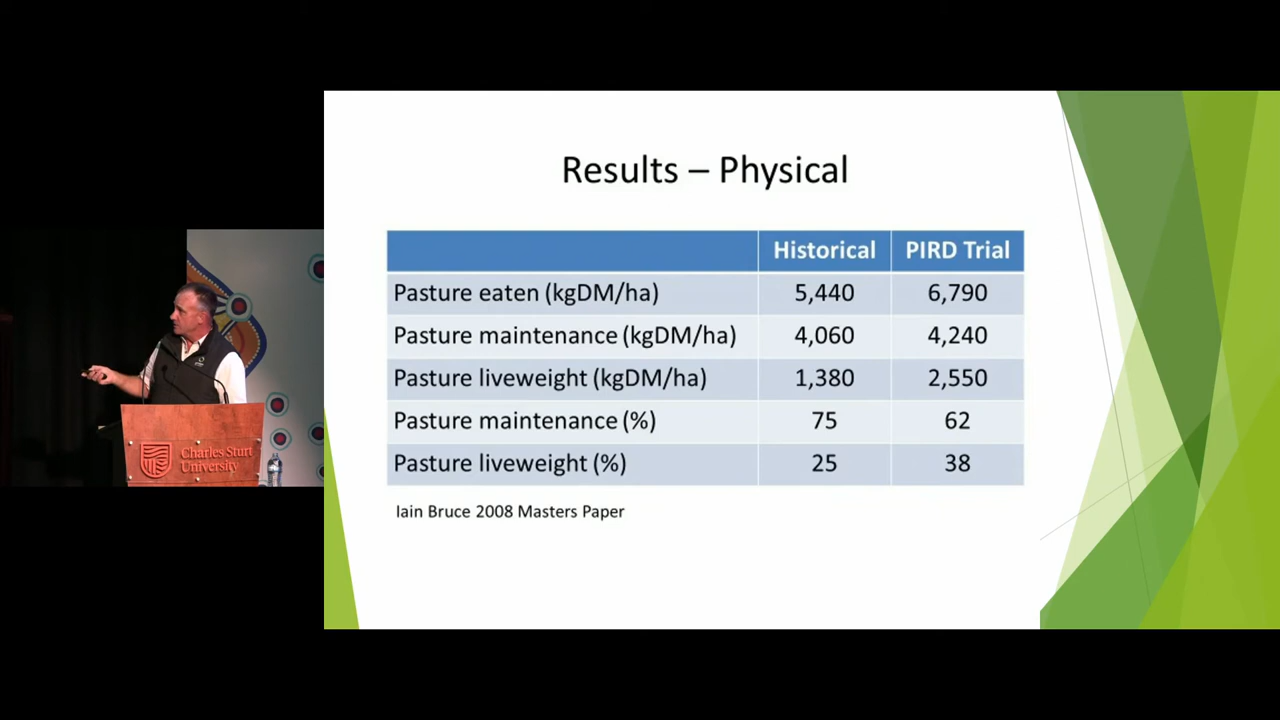 Results – Physical
Historical PIRD Trial
Pasture eaten (kgDM/ha) 5,440 6,790
Pasture maintenance (kgDM/ha) 4,060 4,240
Pasture liveweight (kgDM/ha) 1,380 2,550
Pasture maintenance (%) 75 62
Pasture liveweight (%) 25 38
Iain Bruce 2008 Masters Paper
Charles Sturt
University